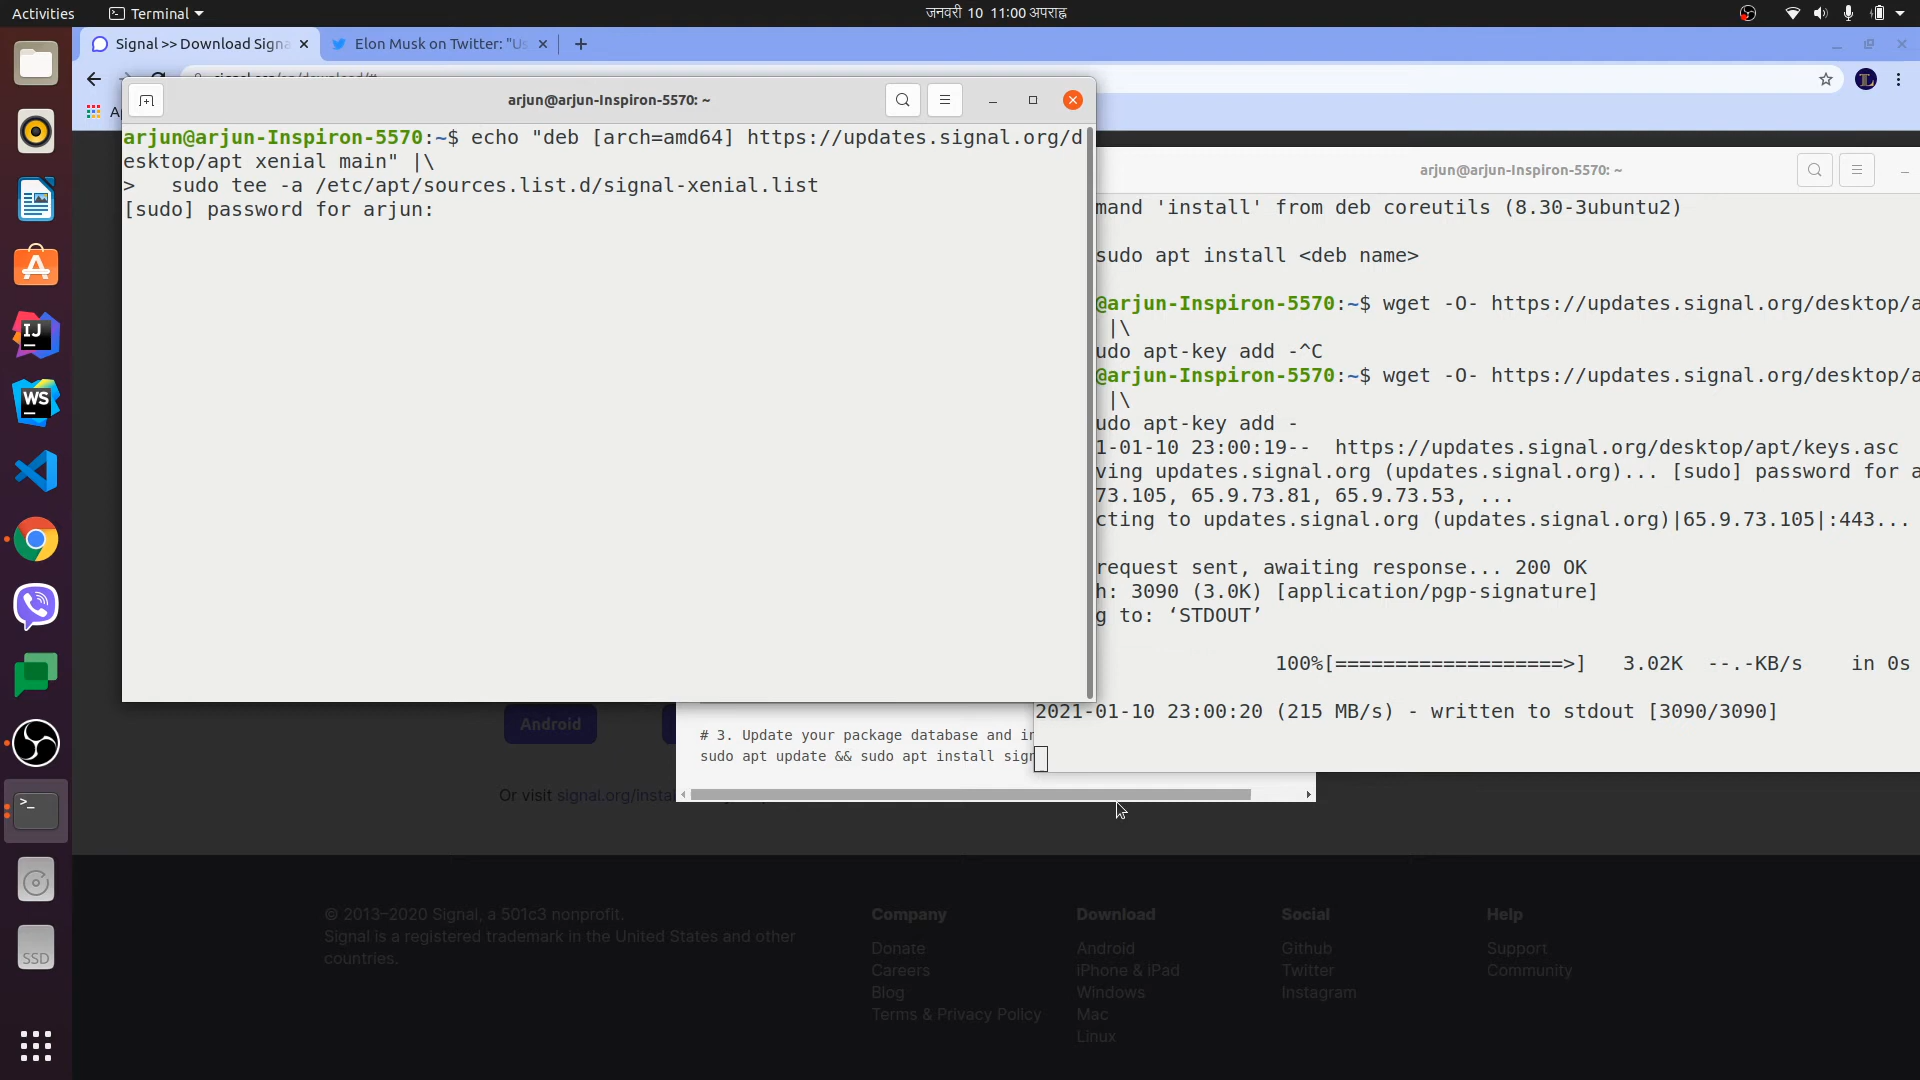 Activities
Terminal
जनवरी 10 11:00 अपराह्न
Signal >> Download Signa
Elon Musk on Twitter: "Us
arjun@arjun-Inspiron-5570: ~
arjun@arjun-Inspiron-5570:~$ echo "deb [arch=amd64] https://updates.signal.org/d
esktop/apt xenial main" |\
>   sudo tee -a /etc/apt/sources.list.d/signal-xenial.list
[sudo] password for arjun:
arjun@arjun-Inspiron-5570: ~
mand 'install' from deb coreutils (8.30-3ubuntu2)
sudo apt install <deb name>
@arjun-Inspiron-5570:~$ wget -O- https://updates.signal.org/desktop/a
|\
udo apt-key add -^C
@arjun-Inspiron-5570:~$ wget -O- https://updates.signal.org/desktop/a
|\
udo apt-key add -
1-01-10 23:00:19--  https://updates.signal.org/desktop/apt/keys.asc
ving updates.signal.org (updates.signal.org)... [sudo] password for a
73.105, 65.9.73.81, 65.9.73.53, ...
cting to updates.signal.org (updates.signal.org)|65.9.73.105|:443...
request sent, awaiting response... 200 OK
h: 3090 (3.0K) [application/pgp-signature]
g to: ‘STDOUT’
100%[===================>]   3.02K  --.-KB/s    in 0s
2021-01-10 23:00:20 (215 MB/s) - written to stdout [3090/3090]
Android
# 3. Update your package database and in
sudo apt update && sudo apt install sign
Or visit signal.org/insta
© 2013–2020 Signal, a 501c3 nonprofit.
Signal is a registered trademark in the United States and other
countries.
Company
Donate
Careers
Blog
Terms & Privacy Policy
Download
Android
iPhone & iPad
Windows
Mac
Linux
Social
Github
Twitter
Instagram
Help
Support
Community
IJ
WS
SSD